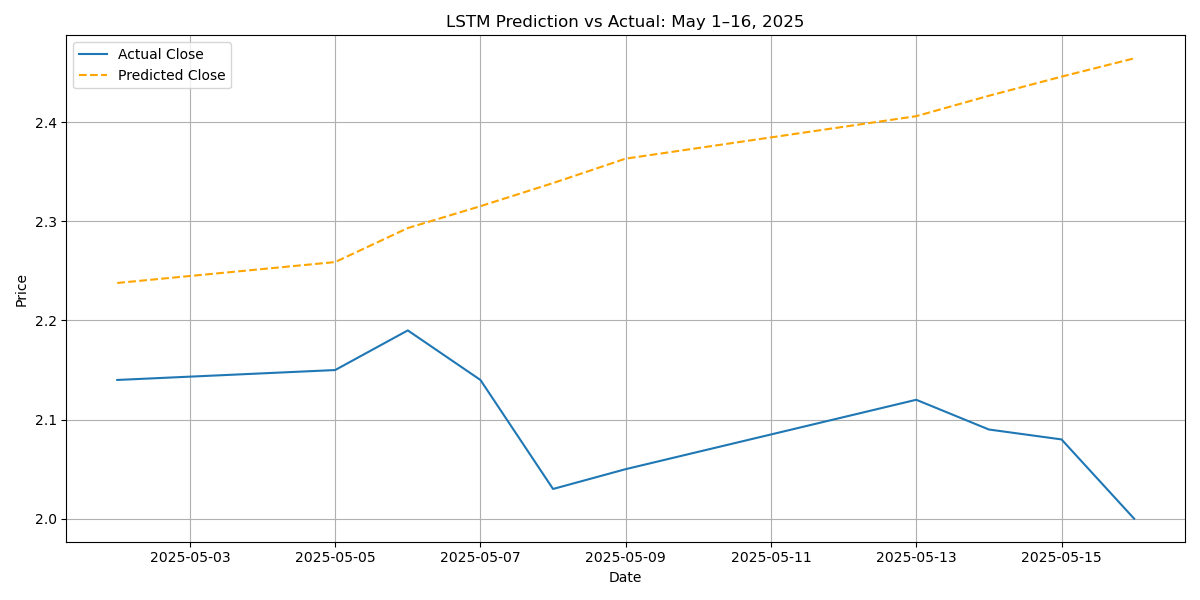 LSTM Prediction vs Actual: May 1–16, 2025
Actual Close
Predicted Close
Price
2.4
2.3
2.2
2.1
2.0
2025-05-03 2025-05-05 2025-05-07 2025-05-09 2025-05-11 2025-05-13 2025-05-15
Date